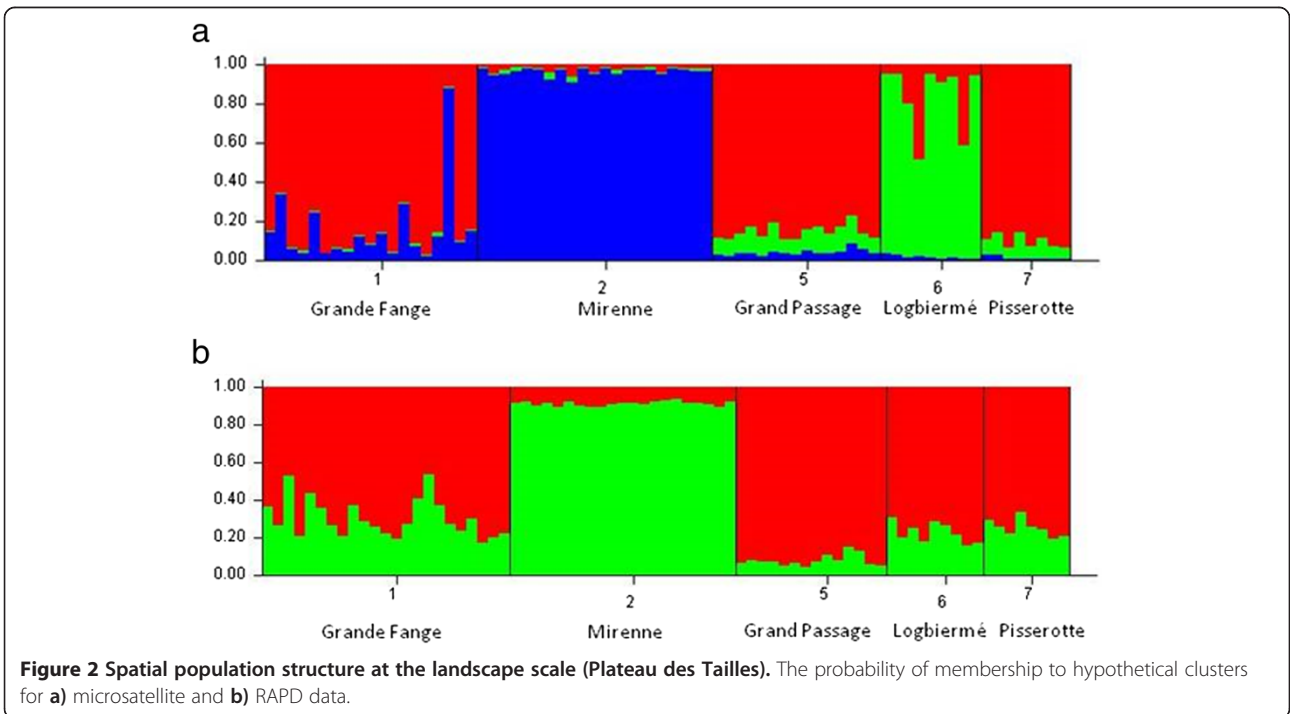 a
1.00
0.80
0.60
0.40
0.20
0.00
1 2 5 6 7
Grande Fange Mirenne Grand Passage Logbiermé Pisserotte
b
1.00
0.80
0.60
0.40
0.20
0.00
1 2 5 6 7
Grande Fange Mirenne Grand Passage Logbiermé Pisserotte
Figure 2 Spatial population structure at the landscape scale (Plateau des Tailles). The probability of membership to hypothetical clusters
for a) microsatellite and b) RAPD data.